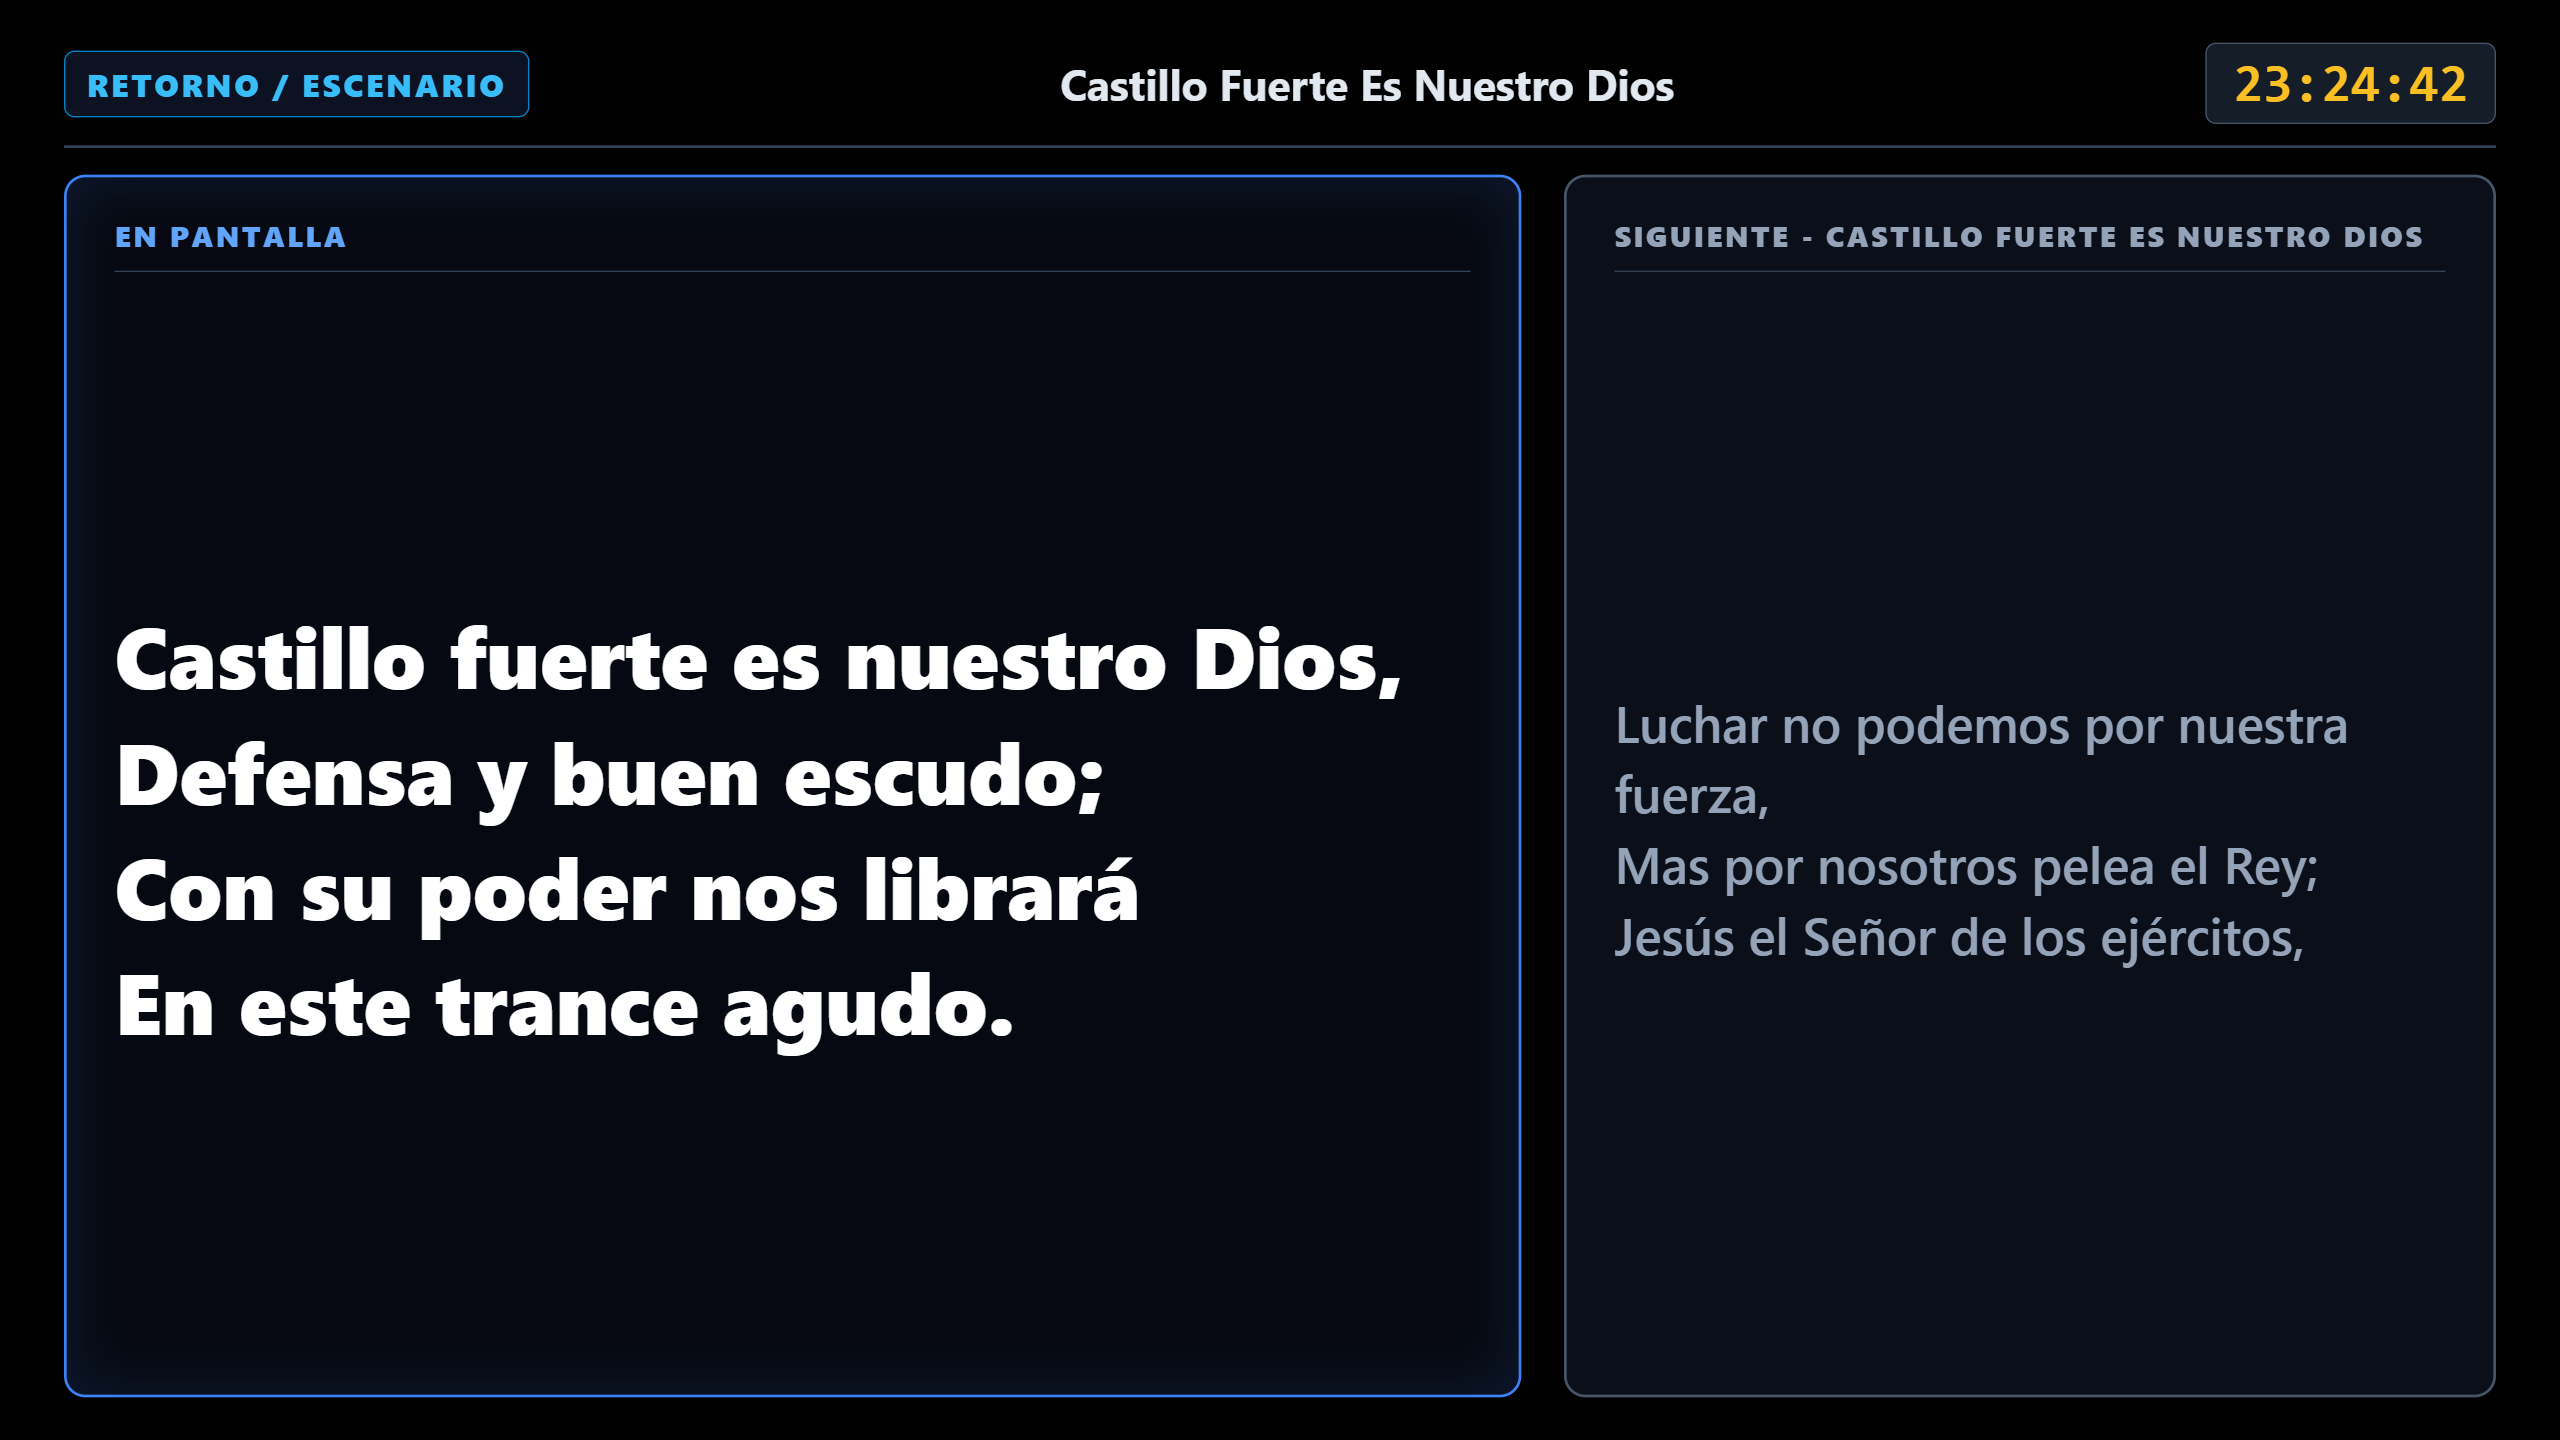 RETORNO / ESCENARIO
Castillo Fuerte Es Nuestro Dios
23:24:42
EN PANTALLA
Castillo fuerte es nuestro Dios,
Defensa y buen escudo;
Con su poder nos librará
En este trance agudo.
SIGUIENTE - CASTILLO FUERTE ES NUESTRO DIOS
Luchar no podemos por nuestra
fuerza,
Mas por nosotros pelea el Rey;
Jesús el Señor de los ejércitos,